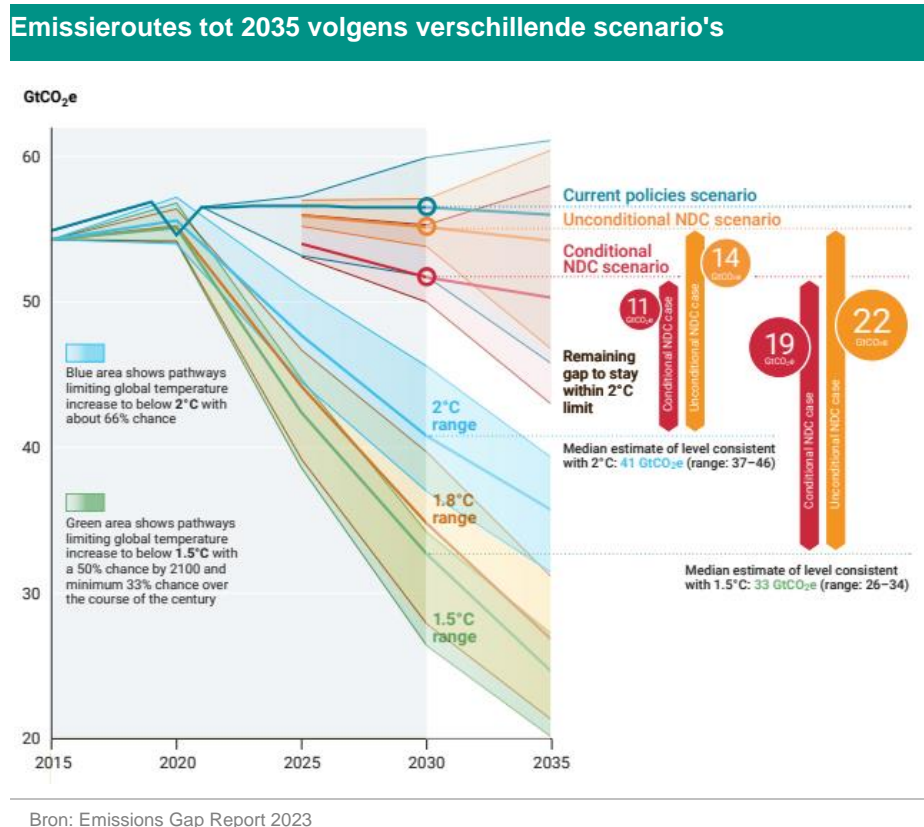 Emissieroutes tot 2035 volgens verschillende scenario's
GtCO₂e
60
50
40
30
20
2015
2020
2025
2030
2035
Blue area shows pathways
limiting global temperature
increase to below 2°C with
about 66% chance
Green area shows pathways
limiting global temperature
increase to below 1.5°C with
a 50% chance by 2100 and
minimum 33% chance over
the course of the century
2°C
range
1.8°C
range
1.5°C
range
Current policies scenario
Unconditional NDC scenario
Conditional
NDC scenario
Remaining
gap to stay
within 2°C
limit
11
GtCO₂e
Conditional NDC case
Unconditional NDC case
14
GtCO₂e
19
GtCO₂e
Conditional NDC case
Unconditional NDC case
22
GtCO₂e
Median estimate of level consistent
with 2°C: 41 GtCO₂e (range: 37–46)
Median estimate of level consistent
with 1.5°C: 33 GtCO₂e (range: 26–34)
Bron: Emissions Gap Report 2023